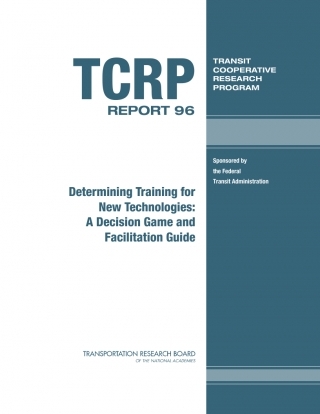 TCRP
REPORT 96
TRANSIT
COOPERATIVE
RESEARCH
PROGRAM
Sponsored by
the Federal
Transit Administration
Determining Training for
New Technologies:
A Decision Game and
Facilitation Guide
TRANSPORTATION RESEARCH BOARD
OF THE NATIONAL ACADEMIES